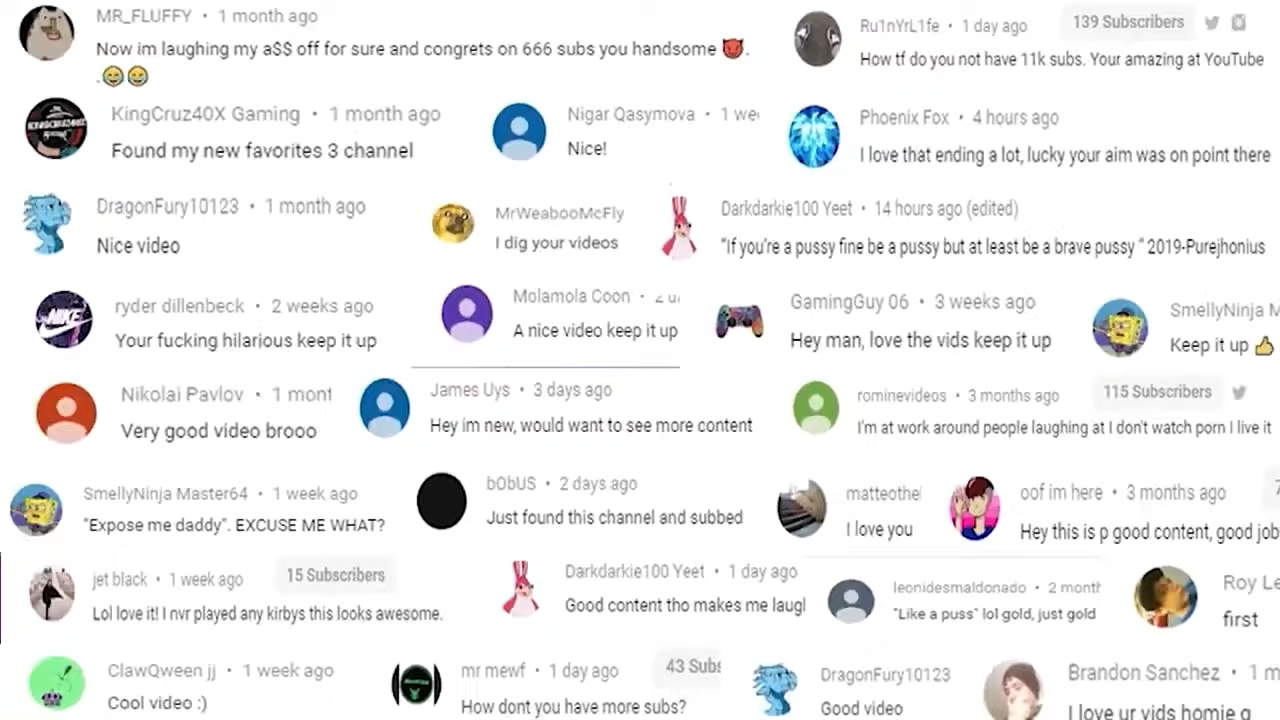 MR_FLUFFY • 1 month ago
Now im laughing my a$$ off for sure and congrets on 666 subs you handsome 😈.
.😂😂
Ru1nYrL1fe • 1 day ago 139 Subscribers
How tf do you not have 11k subs. Your amazing at YouTube
KingCruz40X Gaming • 1 month ago
Found my new favorites 3 channel
Nigar Qasymova • 1
Nice!
Phoenix Fox • 4 hours ago
I love that ending a lot, lucky your aim was on point there
DragonFury10123 • 1 month ago
Nice video
MrWeabooMcFly
I dig your videos
Darkdarkie100 Yeet • 14 hours ago (edited)
"If you're a pussy fine be a pussy but at least be a brave pussy " 2019-Purejhonius
ryder dillenbeck • 2 weeks ago
Your fucking hilarious keep it up
Molamola Coon •
A nice video keep it up
GamingGuy 06 • 3 weeks ago
Hey man, love the vids keep it up
SmellyNinja M
Keep it up 👍
Nikolai Pavlov • 1 mont
Very good video brooo
James Uys • 3 days ago
Hey im new, would want to see more content
rominevideos • 3 months ago 115 Subscribers
I'm at work around people laughing at I don't watch porn I live it
SmellyNinja Master64 • 1 week ago
"Expose me daddy". EXCUSE ME WHAT?
bObUS • 2 days ago
Just found this channel and subbed
matteothe
I love you
oof im here • 3 months ago
Hey this is p good content, good job
jet black • 1 week ago 15 Subscribers
Lol love it! I nvr played any kirbys this looks awesome.
Darkdarkie100 Yeet • 1 day ago
Good content tho makes me laugl
leonidesmaldonado • 2 month
"Like a puss" lol gold, just gold
Roy Le
first
ClawQween jj • 1 week ago
Cool video :)
mr mewf • 1 day ago 43 Subs
How dont you have more subs?
DragonFury10123
Good video
Brandon Sanchez • 1 m
I love ur vids homie